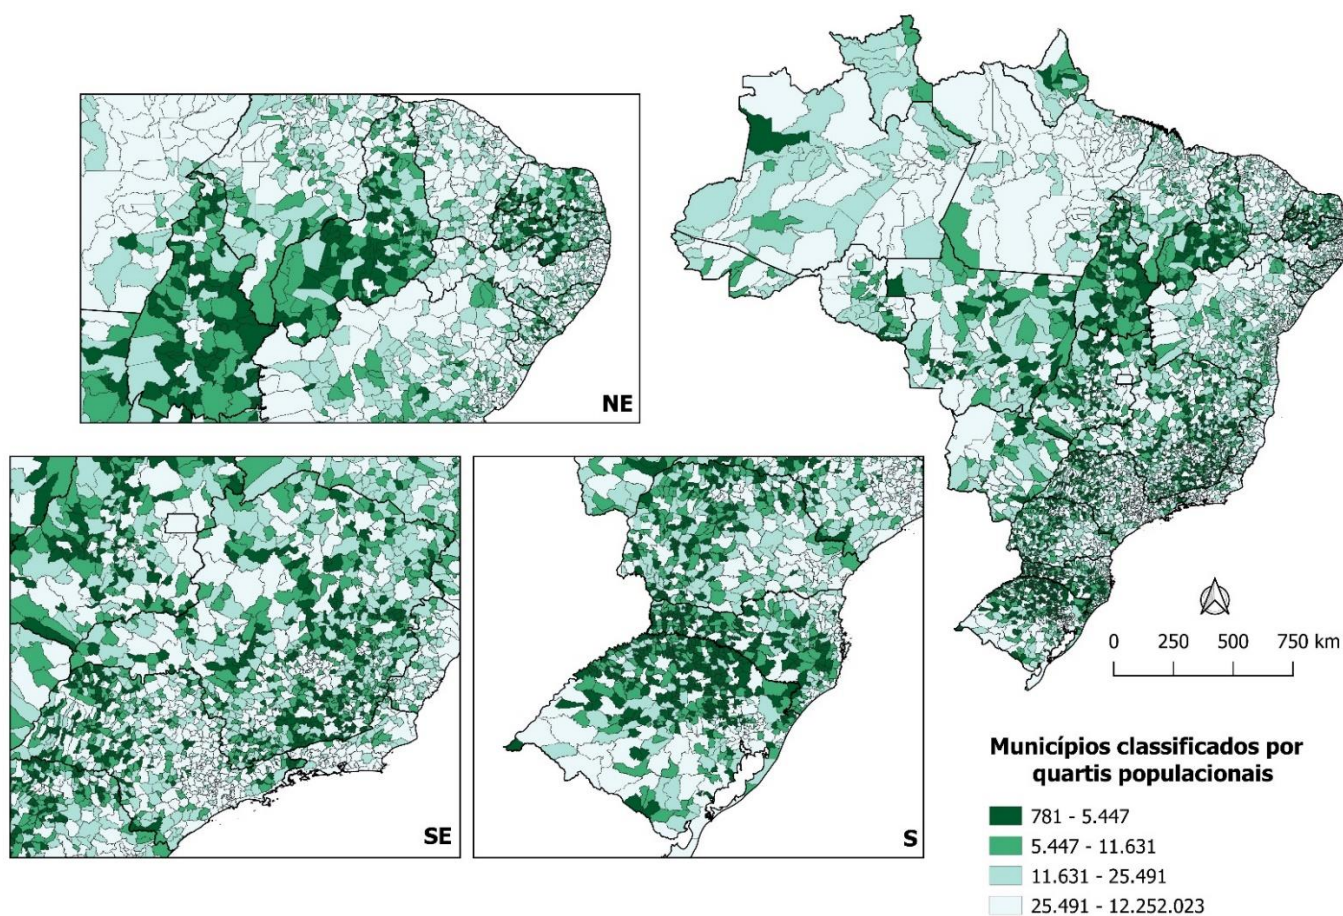 NE
SE
S
0 250 500 750 km
Municípios classificados por
quartis populacionais
781 - 5.447
5.447 - 11.631
11.631 - 25.491
25.491 - 12.252.023